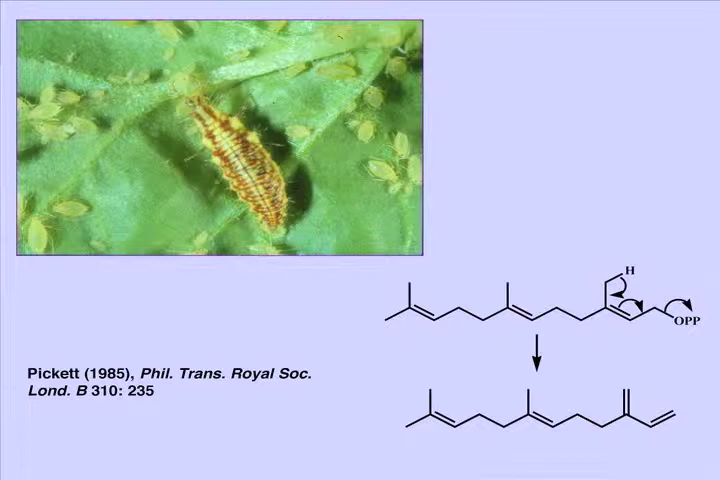 H
OPP
Pickett (1985), Phil. Trans. Royal Soc.
Lond. B 310: 235